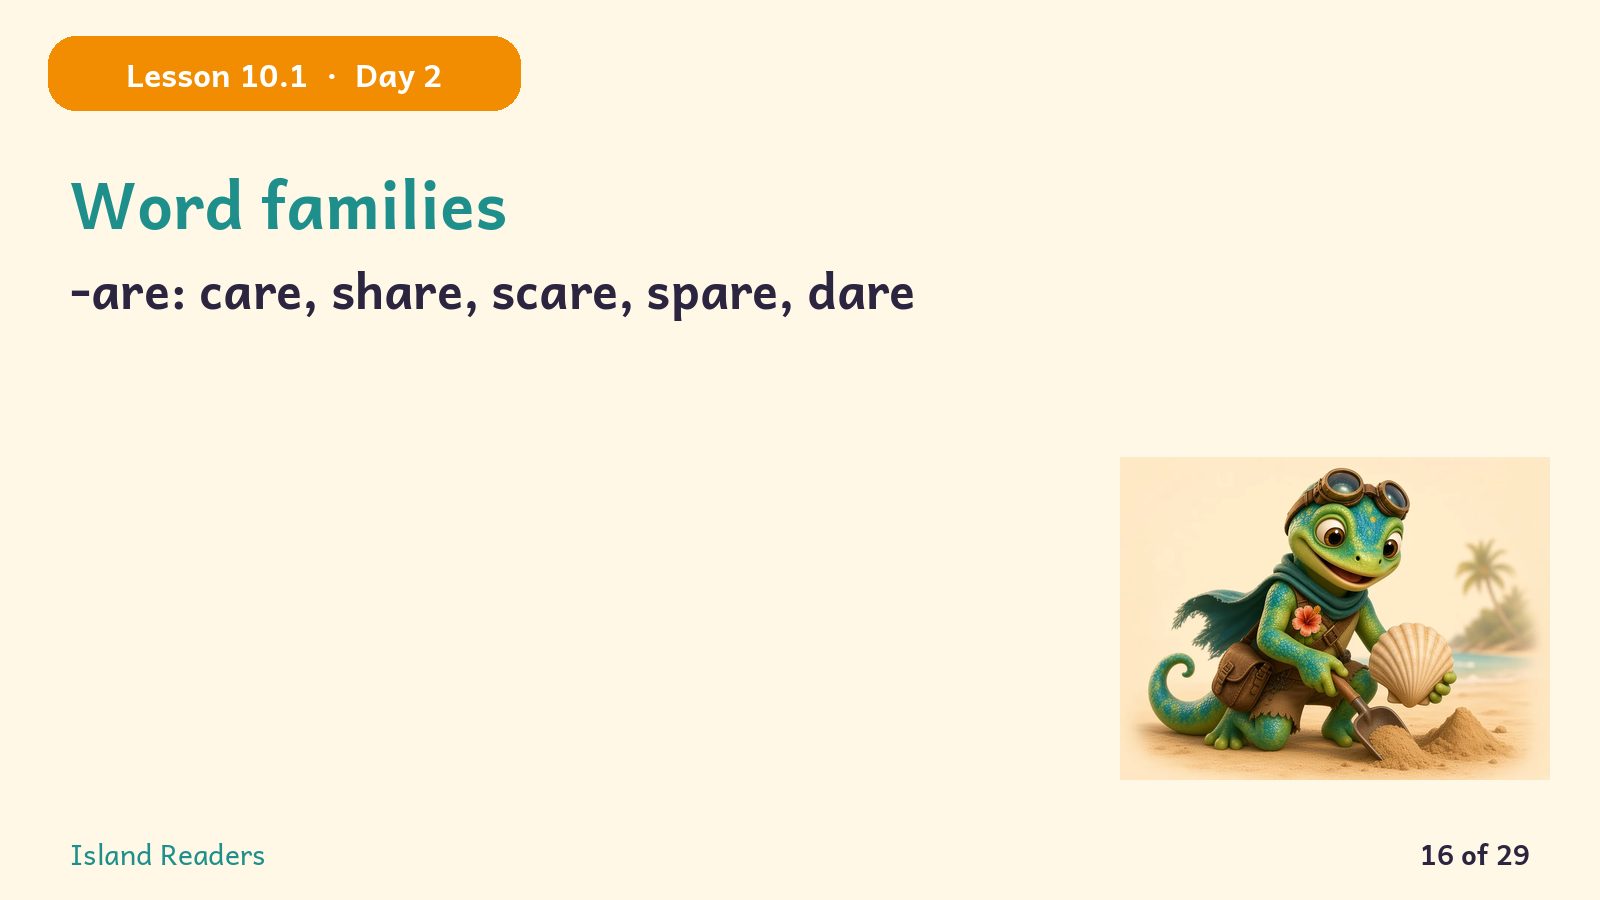 Lesson 10.1 · Day 2
Word families
-are: care, share, scare, spare, dare
Island Readers
16 of 29